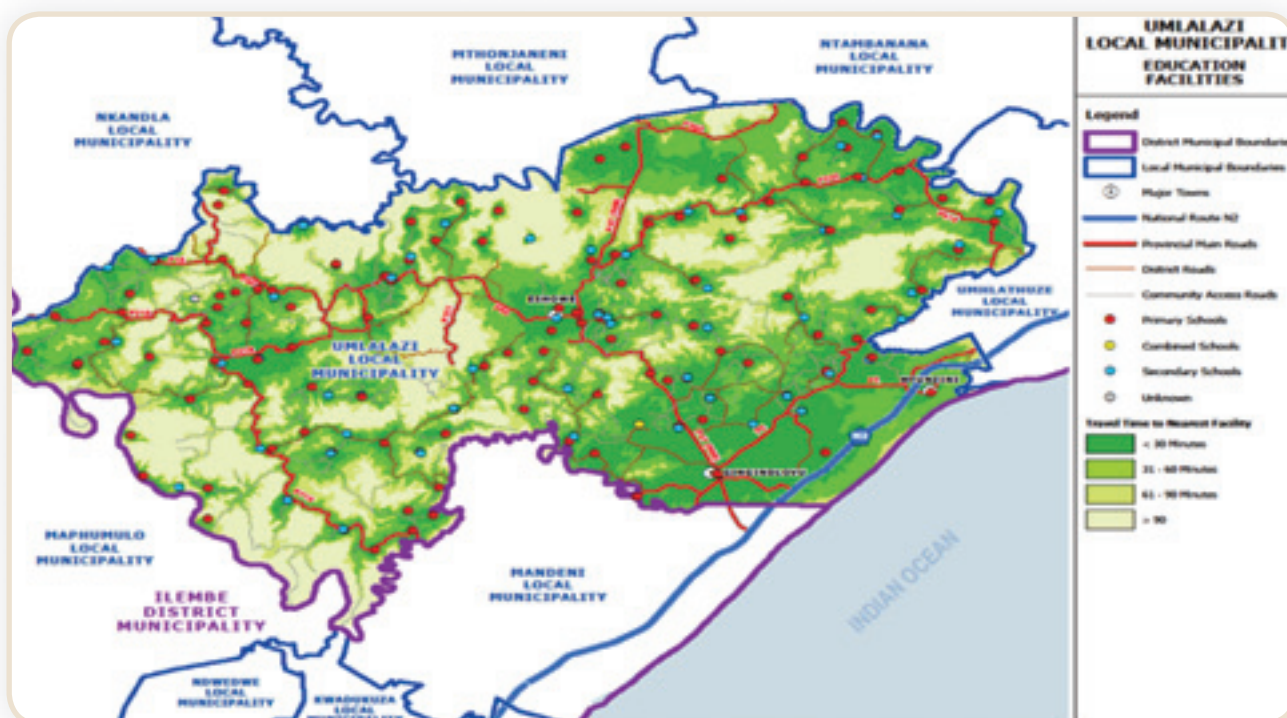 UMLALAZI
LOCAL MUNICIPALIT
EDUCATION
FACILITIES
Legend
District Municipal Boundarie
Local Municipal Boundaries
Major Towns
National Route N2
Provincial Main Roads
District Roads
Community Access Roads
Primary Schools
Combined Schools
Secondary Schools
Unknown
Travel Time to Nearest Facility
< 30 Minutes
31 - 60 Minutes
61 - 90 Minutes
> 90
MTHONJANENI
LOCAL
MUNICIPALITY
NTAMBANANA
LOCAL
MUNICIPALITY
NKANDLA
LOCAL
MUNICIPALITY
UMHLATHUZE
LOCAL
MUNICIPALITY
ESHOWE
UMLALAZI
LOCAL
MUNICIPALITY
MTUNZINI
N2
GINGINDLOVU
MAPHUMULO
LOCAL
MUNICIPALITY
MANDENI
LOCAL
MUNICIPALITY
ILEMBE
DISTRICT
MUNICIPALITY
INDIAN OCEAN
NDWEDWE
LOCAL
MUNICIPALITY
KWADUKUZA
LOCAL
MUNICIPALITY